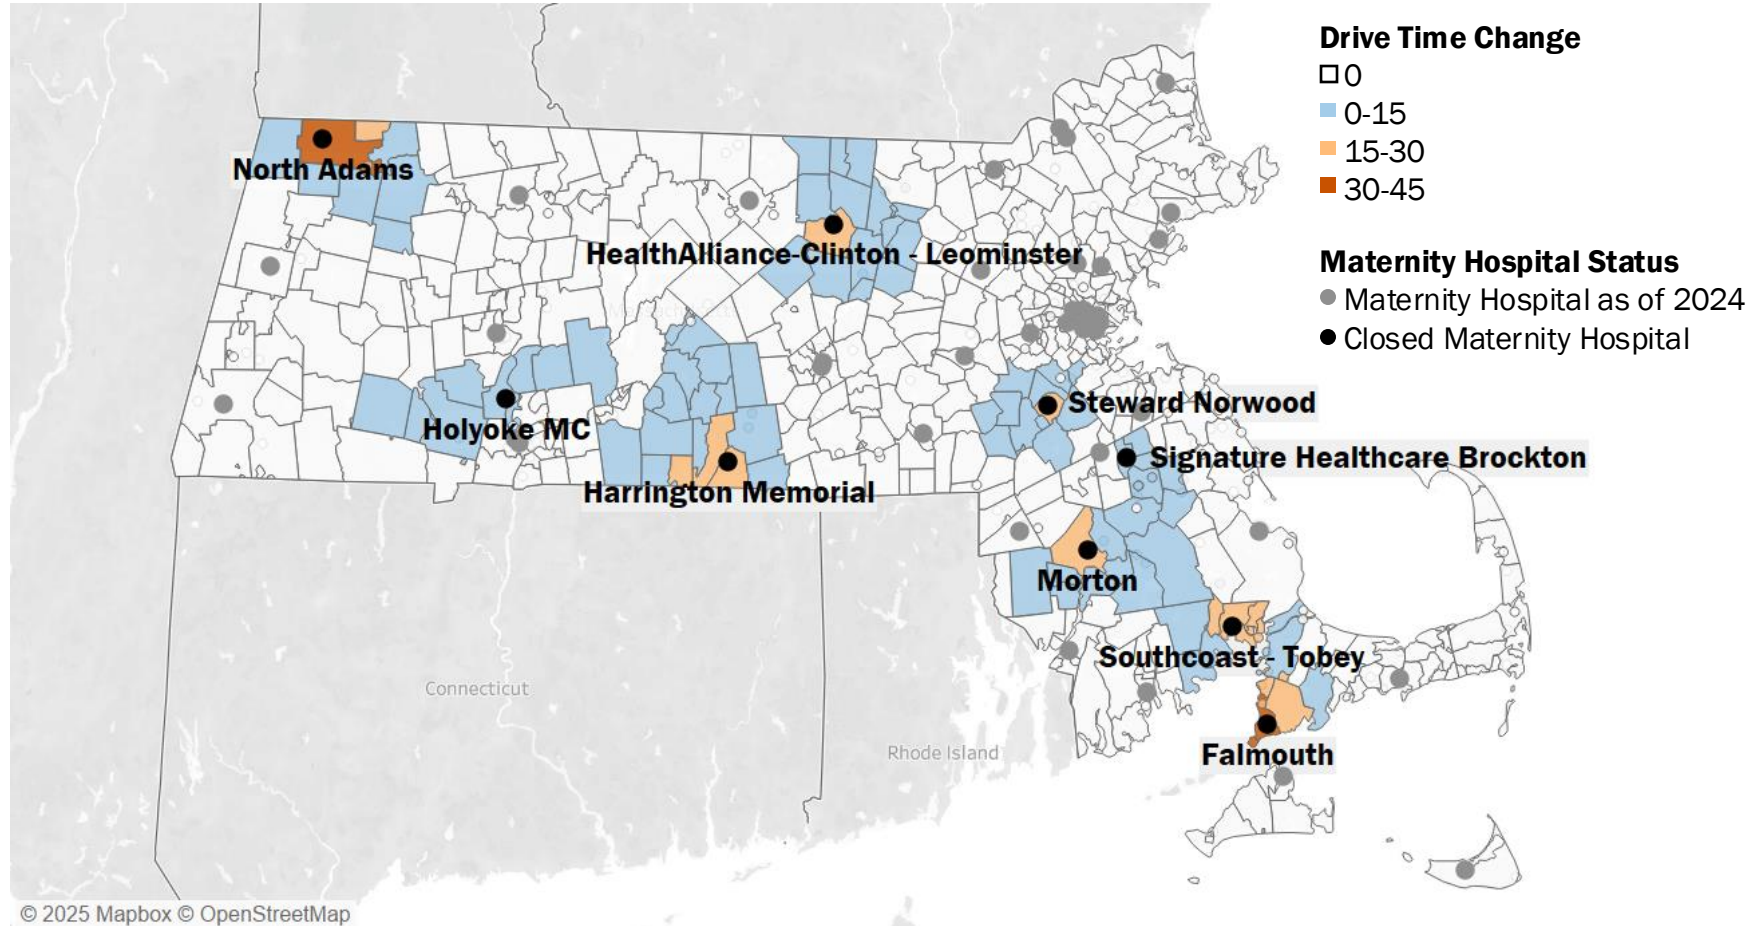 Drive Time Change
0
0-15
15-30
30-45
Maternity Hospital Status
Maternity Hospital as of 2024
Closed Maternity Hospital
North Adams
HealthAlliance-Clinton - Leominster
Massachusetts
Steward Norwood
Holyoke MC
Signature Healthcare Brockton
Harrington Memorial
Morton
Southcoast - Tobey
Connecticut
Rhode Island
Falmouth
© 2025 Mapbox © OpenStreetMap